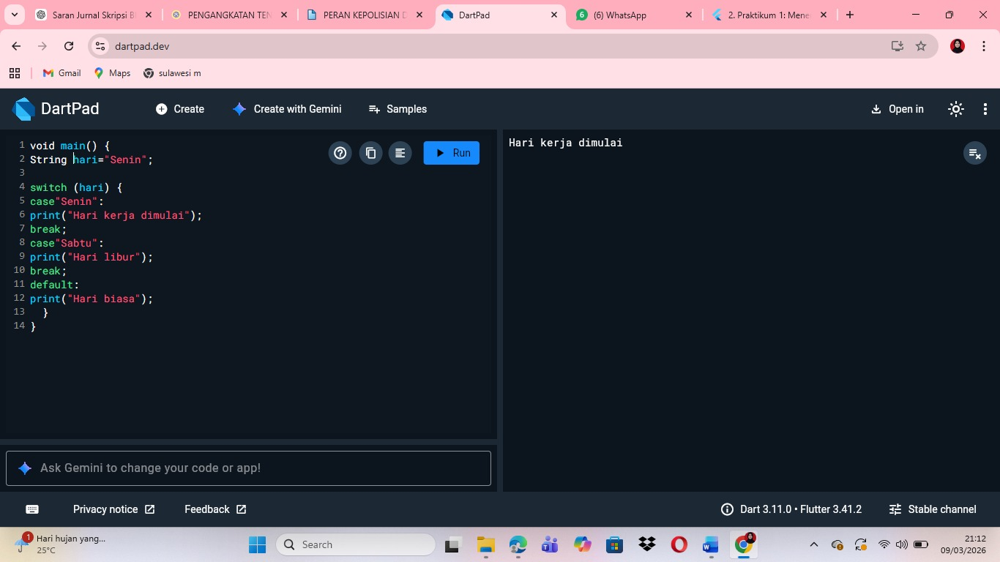 Saran Jurnal Skripsi B
PENGANGKATAN TEN
PERAN KEPOLISIAN D
DartPad
6
(6) WhatsApp
2. Praktikum 1: Mene
dartpad.dev
Gmail
Maps
sulawesi m
DartPad
Create
Create with Gemini
Samples
Open in
1 void main() {
2 String hari="Senin";
3
4 switch (hari) {
5 case"Senin":
6 print("Hari kerja dimulai");
7 break;
8 case"Sabtu":
9 print("Hari libur");
10 break;
11 default:
12 print("Hari biasa");
13 }
14 }
Run
Hari kerja dimulai
Ask Gemini to change your code or app!
Privacy notice
Feedback
Dart 3.11.0 • Flutter 3.41.2
Stable channel
1
Hari hujan yang...
25°C
Search
21:12
09/03/2026